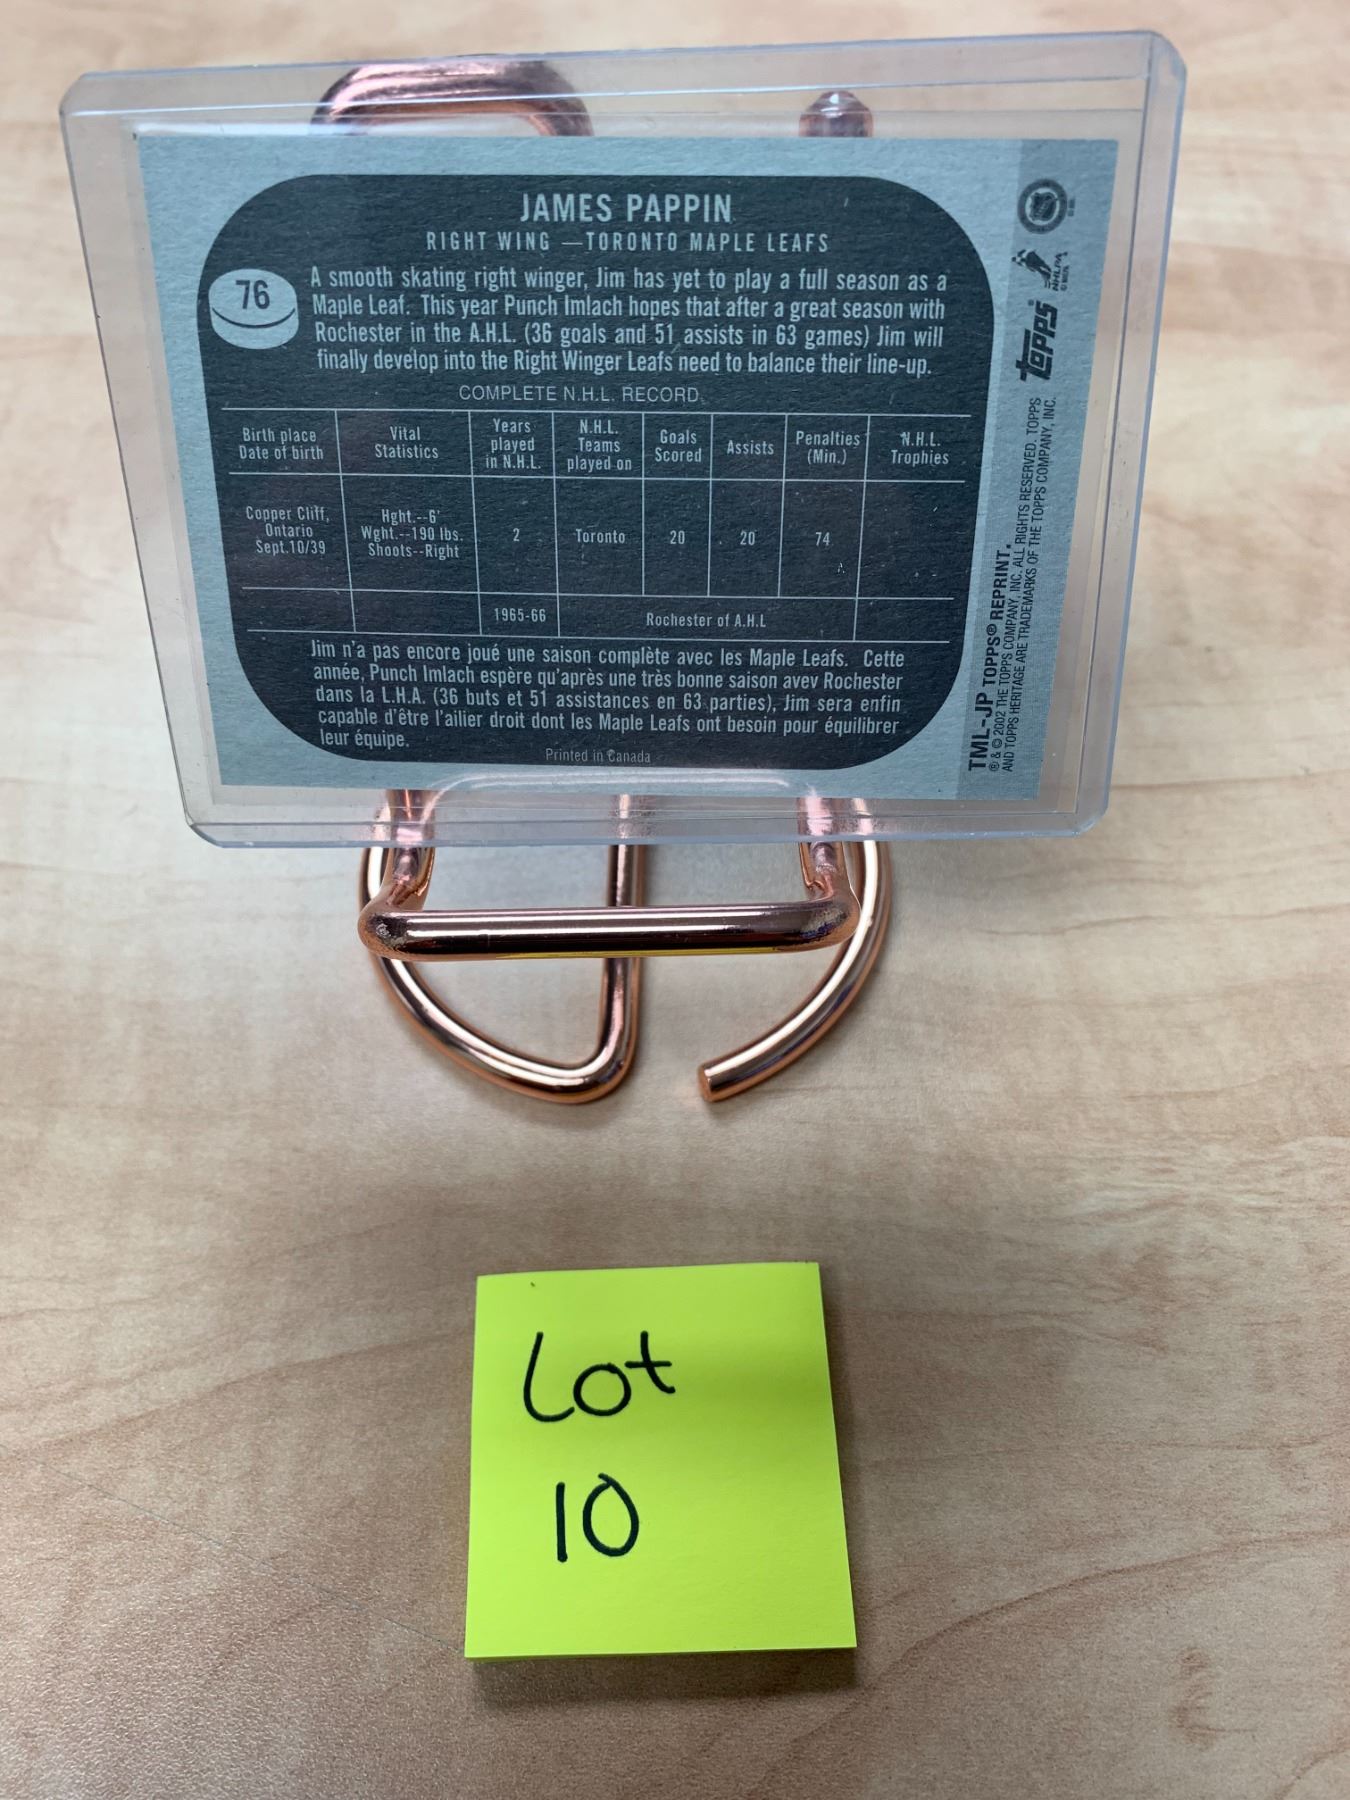 JAMES PAPPIN
RIGHT WING — TORONTO MAPLE LEAFS
76
A smooth skating right winger, Jim has yet to play a full season as a
Maple Leaf. This year Punch Imlach hopes that after a great season with
Rochester in the A.H.L. (36 goals and 51 assists in 63 games) Jim will
finally develop into the Right Winger Leafs need to balance their line-up.
COMPLETE N.H.L. RECORD
Birth place
Date of birth
Vital
Statistics
Years
played
in N.H.L.
N.H.L.
Teams
played on
Goals
Scored
Assists
Penalties
(Min.)
N.H.L.
Trophies
Copper Cliff,
Ontario
Sept.10/39
Hght.--6'
Wght.--190 lbs.
Shoots--Right
2
Toronto
20
20
74
1965-66
Rochester of A.H.L
Jim n'a pas encore joué une saison complète avec les Maple Leafs. Cette
année, Punch Imlach espère qu'après une très bonne saison avev Rochester
dans la L.H.A. (36 buts et 51 assistances en 63 parties), Jim sera enfin
capable d'être l'ailier droit dont les Maple Leafs ont besoin pour équilibrer
leur équipe.
Printed in Canada
NHLPA
topps
TML-JP TOPPS® REPRINT.
® & © 2002 THE TOPPS COMPANY, INC. ALL RIGHTS RESERVED. TOPPS
AND TOPPS HERITAGE ARE TRADEMARKS OF THE TOPPS COMPANY, INC.
Lot
10